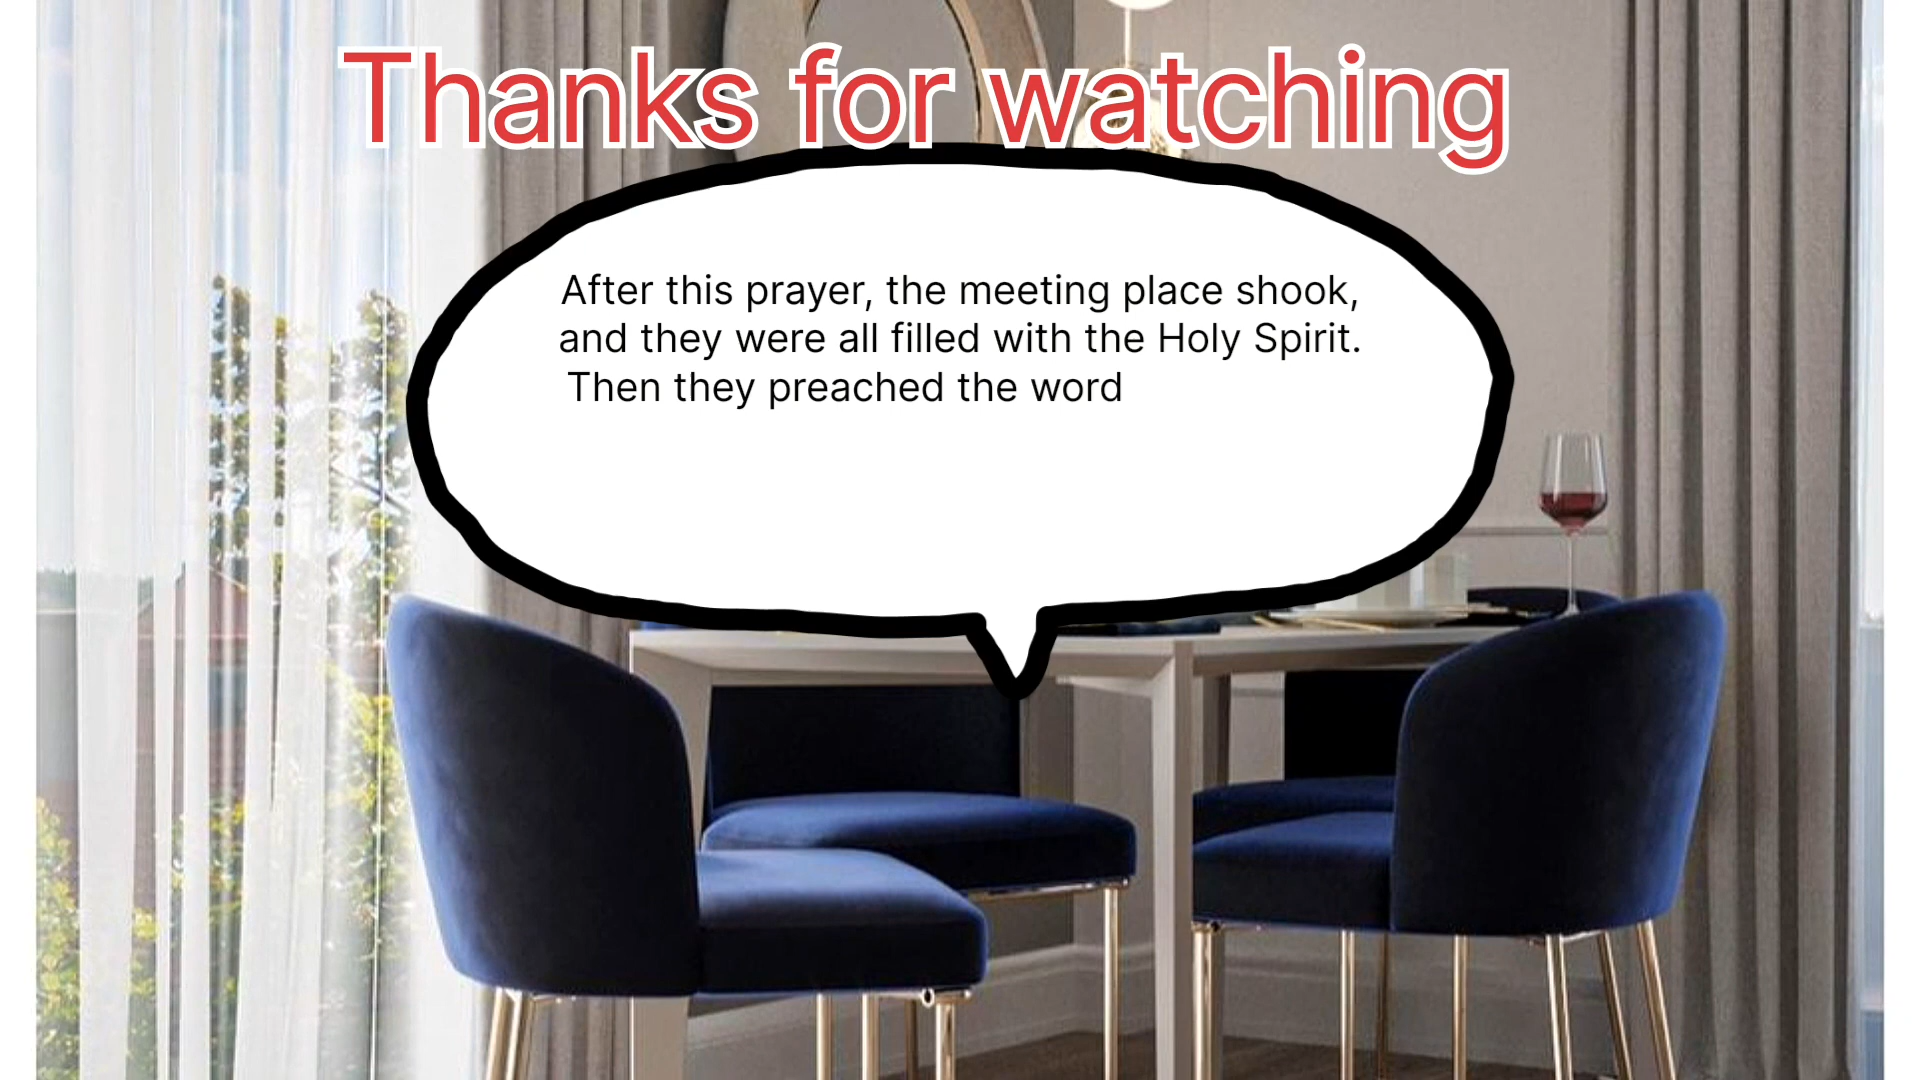 Thanks for watching
After this prayer, the meeting place shook,
and they were all filled with the Holy Spirit.
Then they preached the word